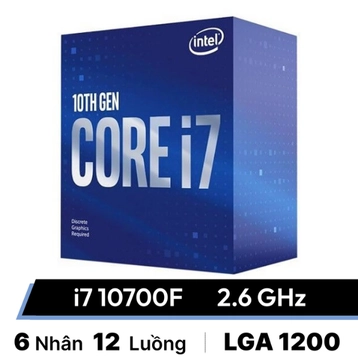 intel
10TH GEN
CORE i7
Discrete
Graphics
Required
i7 10700F 2.6 GHz
6 Nhân 12 Luồng | LGA 1200